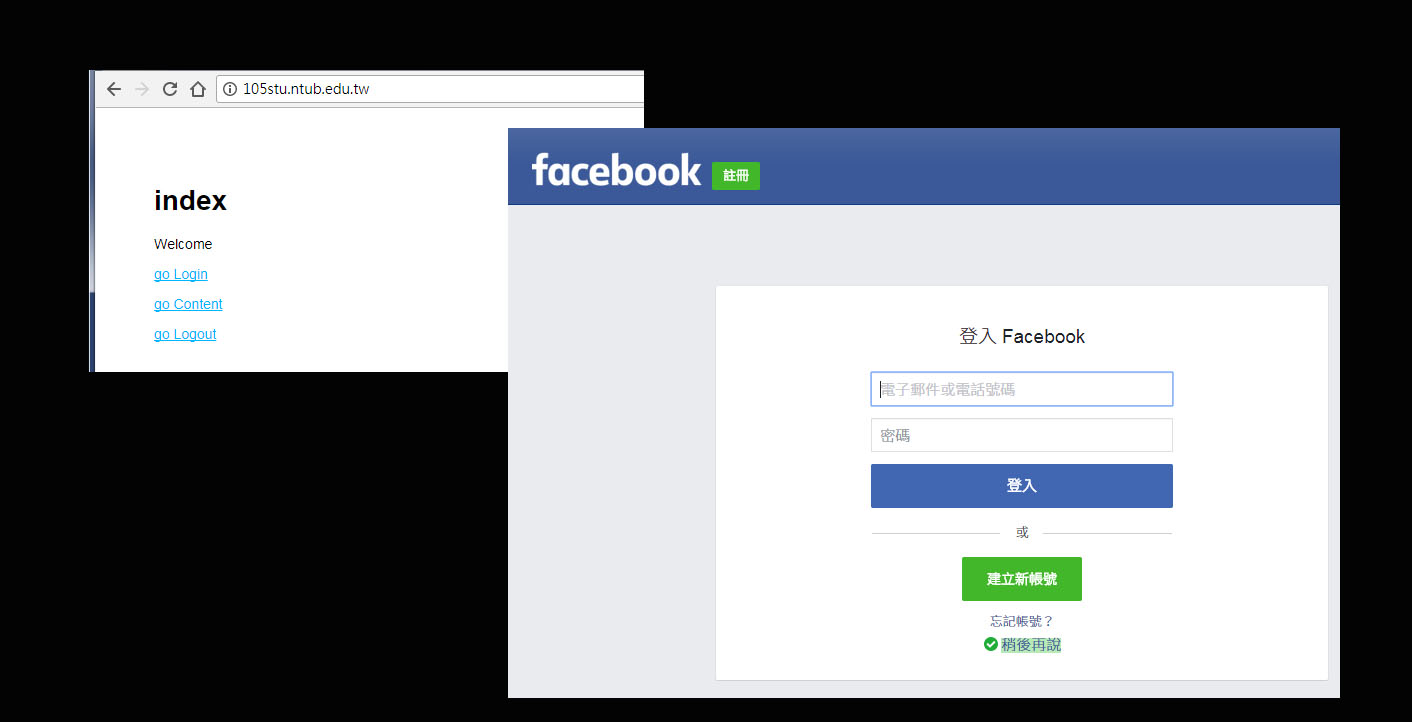 105stu.ntub.edu.tw
index
Welcome
go Login
go Content
go Logout
facebook 註冊
登入 Facebook
電子郵件或電話號碼
密碼
登入
或
建立新帳號
忘記帳號？
稍後再說